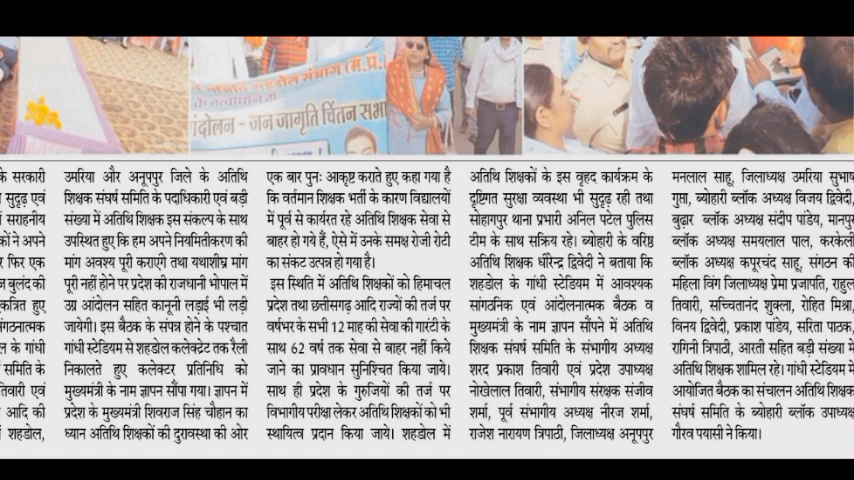 शहडोल संभाग (म.प्र.)
के तत्वाधान में
आंदोलन - जन जागृति चिंतन सभा
के सरकारी
सुदृढ़ एवं
सराहनीय
कों ने अपने
र फिर एक
ज बुलंद की
कत्रित हुए
संगठनात्मक
ल के गांधी
समिति के
तिवारी एवं
आदि की
शहडोल,
उमरिया और अनूपपुर जिले के अतिथि
शिक्षक संघर्ष समिति के पदाधिकारी एवं बड़ी
संख्या में अतिथि शिक्षक इस संकल्प के साथ
उपस्थित हुए कि हम अपने नियमितीकरण की
मांग अवश्य पूरी कराएंगे तथा यथाशीघ्र मांग
पूरी नहीं होने पर प्रदेश की राजधानी भोपाल में
उग्र आंदोलन सहित कानूनी लड़ाई भी लड़ी
जायेगी। इस बैठक के संपन्न होने के पश्चात
गांधी स्टेडियम से शहडोल कलेक्ट्रेट तक रैली
निकालते हुए कलेक्टर प्रतिनिधि को
मुख्यमंत्री के नाम ज्ञापन सौंपा गया। ज्ञापन में
प्रदेश के मुख्यमंत्री शिवराज सिंह चौहान का
ध्यान अतिथि शिक्षकों की दुरावस्था की ओर
एक बार पुनः आकृष्ट कराते हुए कहा गया है
कि वर्तमान शिक्षक भर्ती के कारण विद्यालयों
में पूर्व से कार्यरत रहे अतिथि शिक्षक सेवा से
बाहर हो गये हैं, ऐसे में उनके समक्ष रोजी रोटी
का संकट उत्पन्न हो गया है।
इस स्थिति में अतिथि शिक्षकों को हिमाचल
प्रदेश तथा छत्तीसगढ़ आदि राज्यों की तर्ज पर
वर्षभर के सभी 12 माह की सेवा की गारंटी के
साथ 62 वर्ष तक सेवा से बाहर नहीं किये
जाने का प्रावधान सुनिश्चित किया जाये।
साथ ही प्रदेश के गुरुजियों की तर्ज पर
विभागीय परीक्षा लेकर अतिथि शिक्षकों को भी
स्थायित्व प्रदान किया जाये। शहडोल में
अतिथि शिक्षकों के इस वृहद कार्यक्रम के
दृष्टिगत सुरक्षा व्यवस्था भी सुदृढ़ रही तथा
सोहागपुर थाना प्रभारी अनिल पटेल पुलिस
टीम के साथ सक्रिय रहे। ब्योहारी के वरिष्ठ
अतिथि शिक्षक धीरेन्द्र द्विवेदी ने बताया कि
शहडोल के गांधी स्टेडियम में आवश्यक
सांगठनिक एवं आंदोलनात्मक बैठक व
मुख्यमंत्री के नाम ज्ञापन सौंपने में अतिथि
शिक्षक संघर्ष समिति के संभागीय अध्यक्ष
शरद प्रकाश तिवारी एवं प्रदेश उपाध्यक्ष
नोखेलाल तिवारी, संभागीय संरक्षक संजीव
शर्मा, पूर्व संभागीय अध्यक्ष नीरज शर्मा,
राजेश नारायण त्रिपाठी, जिलाध्यक्ष अनूपपुर
मनलाल साहू, जिलाध्यक्ष उमरिया सुभाष
गुप्ता, ब्योहारी ब्लॉक अध्यक्ष विजय द्विवेदी,
बुढ़ार ब्लॉक अध्यक्ष संदीप पांडेय, मानपुर
ब्लॉक अध्यक्ष समयलाल पाल, करकेली
ब्लॉक अध्यक्ष कपूरचंद साहू, संगठन की
महिला विंग जिलाध्यक्ष प्रेमा प्रजापति, राहुल
तिवारी, सच्चितानंद शुक्ला, रोहित मिश्रा,
विनय द्विवेदी, प्रकाश पांडेय, सरिता पाठक,
रागिनी त्रिपाठी, आरती सहित बड़ी संख्या में
अतिथि शिक्षक शामिल रहे। गांधी स्टेडियम में
आयोजित बैठक का संचालन अतिथि शिक्षक
संघर्ष समिति के ब्योहारी ब्लॉक उपाध्यक्ष
गौरव पयासी ने किया।